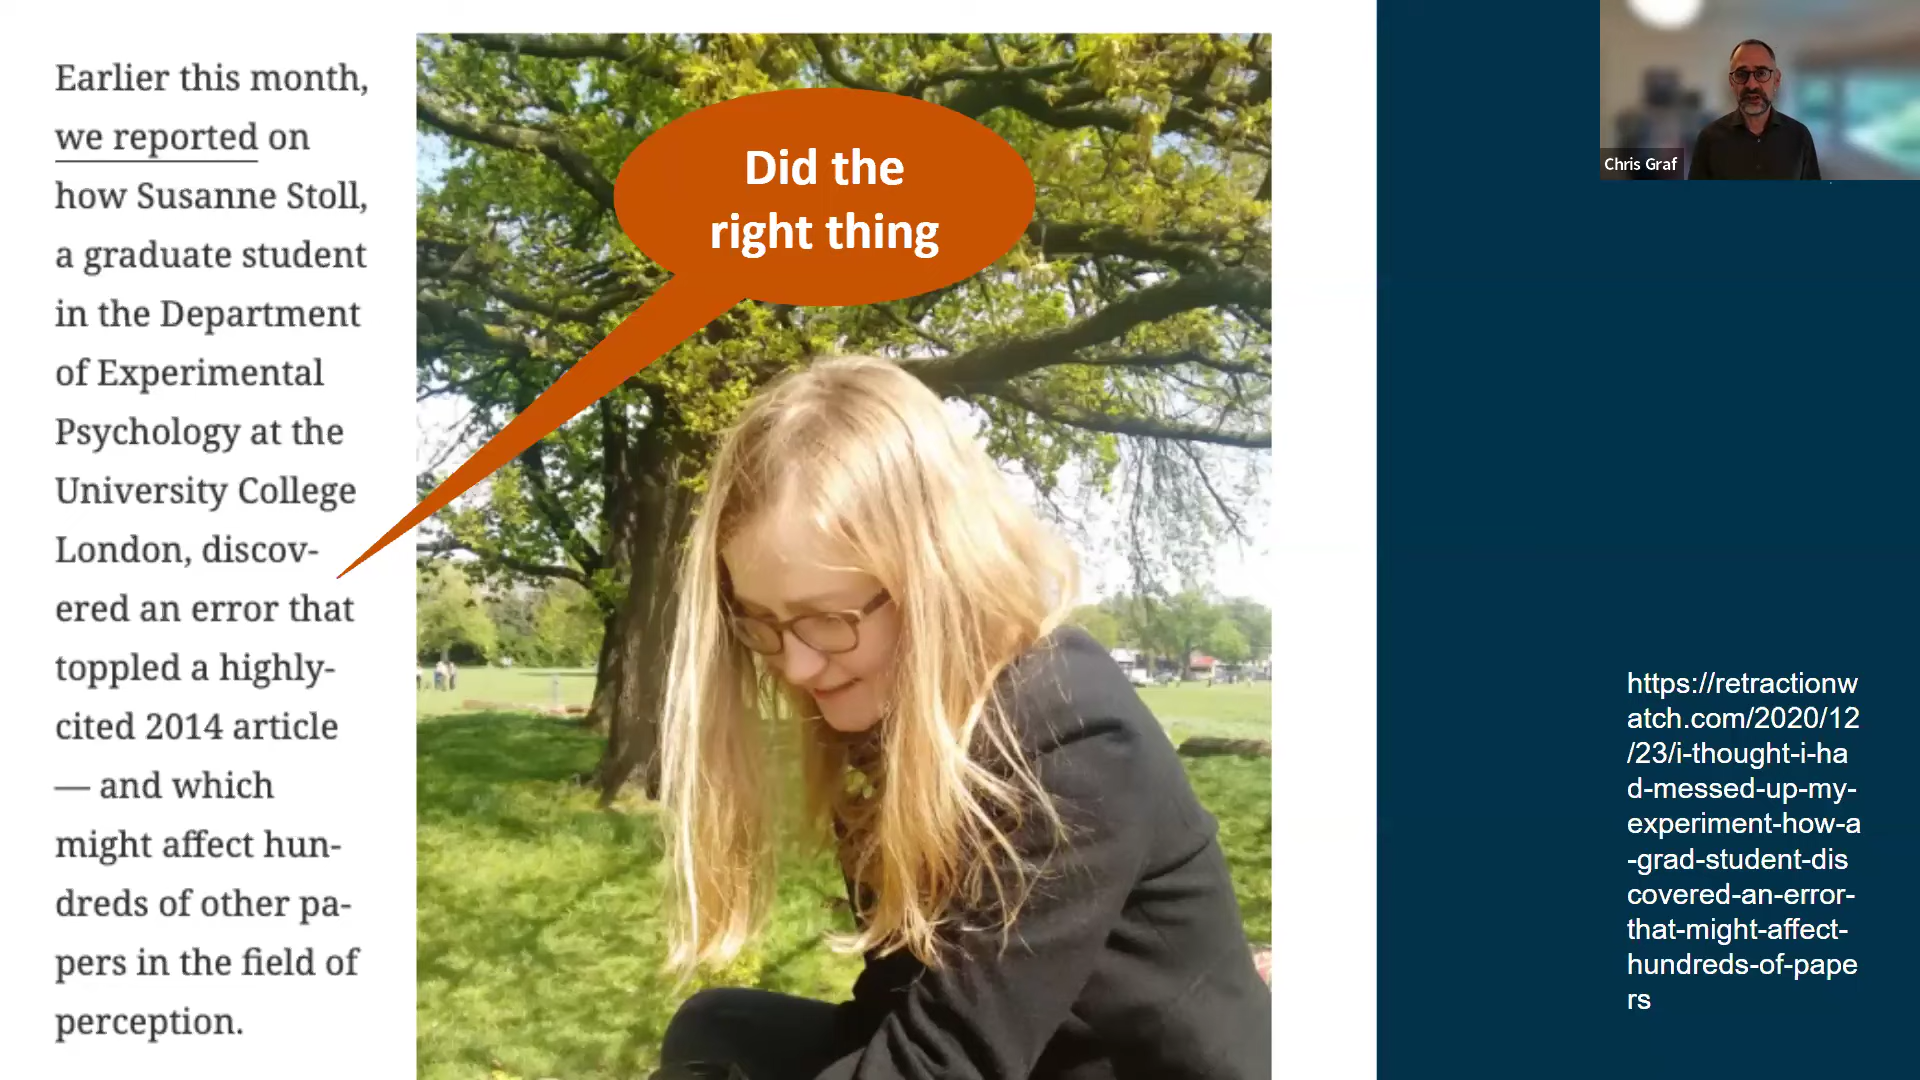 Earlier this month,
we reported on
how Susanne Stoll,
a graduate student
in the Department
of Experimental
Psychology at the
University College
London, discov-
ered an error that
toppled a highly-
cited 2014 article
— and which
might affect hun-
dreds of other pa-
pers in the field of
perception.
Did the
right thing
Chris Graf
https://retractionw
atch.com/2020/12
/23/i-thought-i-ha
d-messed-up-my-
experiment-how-a
-grad-student-dis
covered-an-error-
that-might-affect-
hundreds-of-pape
rs